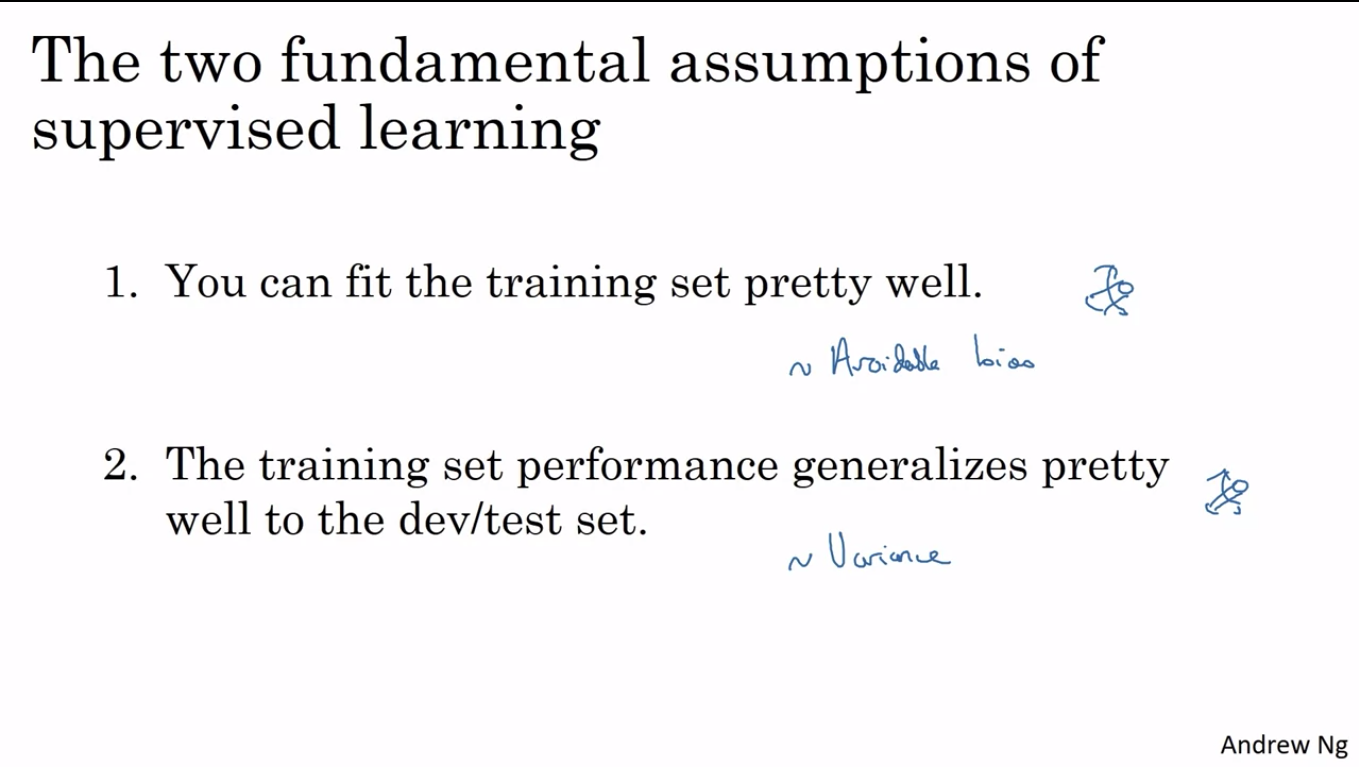 The two fundamental assumptions of
supervised learning
1. You can fit the training set pretty well.
~ Avoidable bias
2. The training set performance generalizes pretty
well to the dev/test set.
~ Variance
Andrew Ng